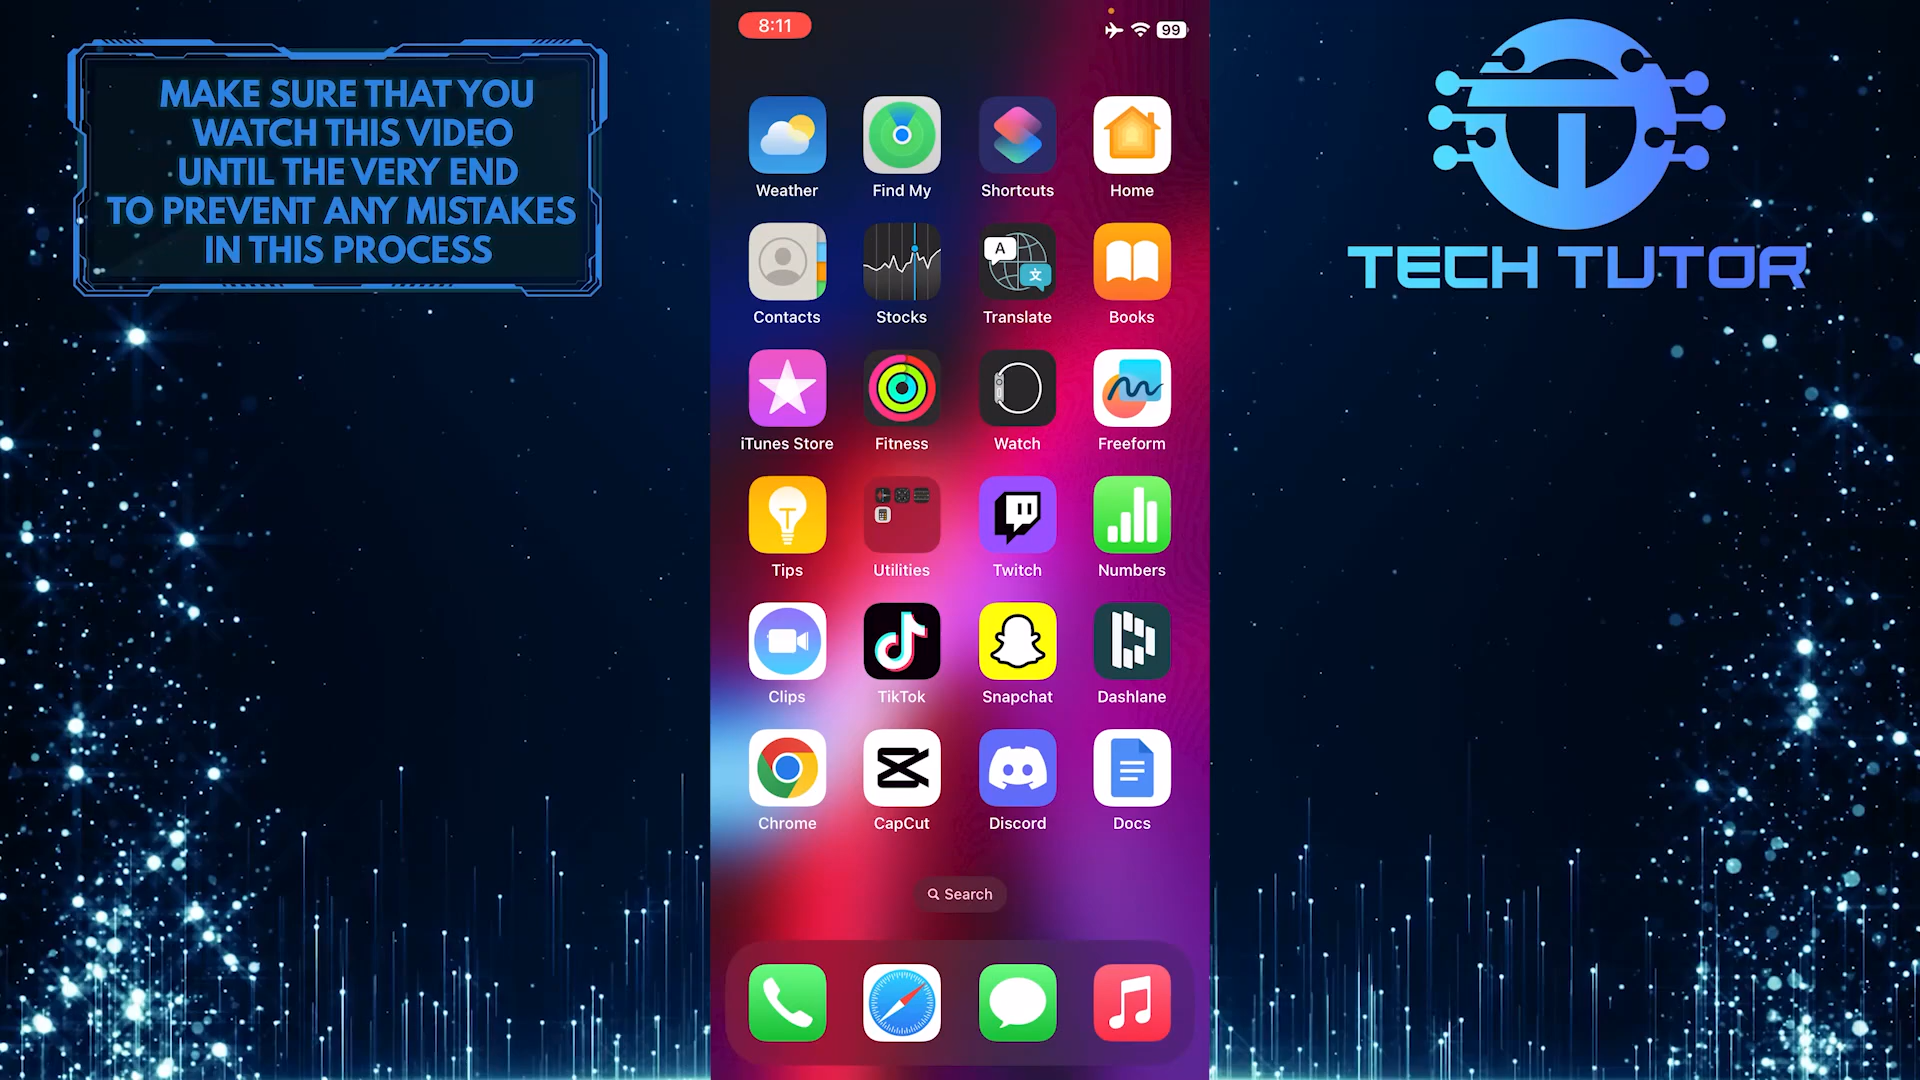 MAKE SURE THAT YOU
WATCH THIS VIDEO
UNTIL THE VERY END
TO PREVENT ANY MISTAKES
IN THIS PROCESS
8:11
99
Weather
Find My
Shortcuts
Home
A
文
Contacts
Stocks
Translate
Books
iTunes Store
Fitness
Watch
Freeform
Tips
Utilities
Twitch
Numbers
Clips
TikTok
Snapchat
Dashlane
Chrome
CapCut
Discord
Docs
Search
TECH TUTOR